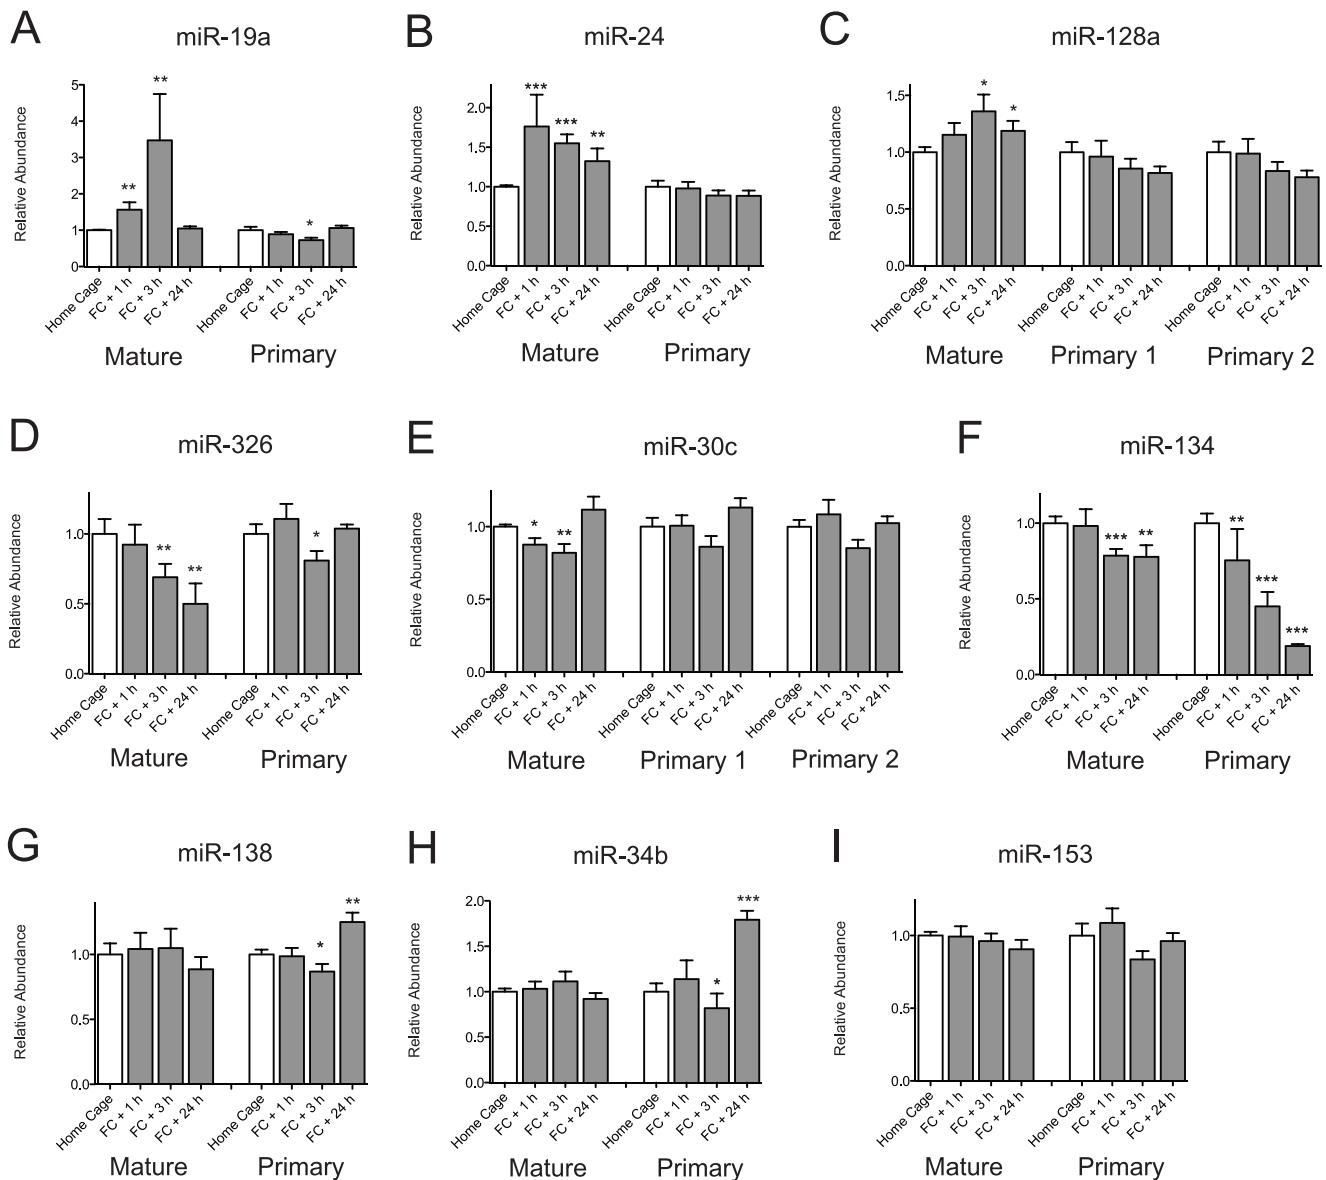 A
miR-19a
Relative Abundance
5
4
3
2
1
0
** ** *
Home Cage FC + 1 h FC + 3 h FC + 24 h Home Cage FC + 1 h FC + 3 h FC + 24 h
Mature Primary
B
miR-24
Relative Abundance
2.0
1.5
1.0
0.5
0.0
*** *** **
Home Cage FC + 1 h FC + 3 h FC + 24 h Home Cage FC + 1 h FC + 3 h FC + 24 h
Mature Primary
C
miR-128a
Relative Abundance
1.5
1.0
0.5
0.0
* *
Home Cage FC + 1 h FC + 3 h FC + 24 h Home Cage FC + 1 h FC + 3 h FC + 24 h Home Cage FC + 1 h FC + 3 h FC + 24 h
Mature Primary 1 Primary 2
D
miR-326
Relative Abundance
1.0
0.5
0.0
** ** *
Home Cage FC + 1 h FC + 3 h FC + 24 h Home Cage FC + 1 h FC + 3 h FC + 24 h
Mature Primary
E
miR-30c
Relative Abundance
1.0
0.5
0.0
* **
Home Cage FC + 1 h FC + 3 h FC + 24 h Home Cage FC + 1 h FC + 3 h FC + 24 h Home Cage FC + 1 h FC + 3 h FC + 24 h
Mature Primary 1 Primary 2
F
miR-134
Relative Abundance
1.0
0.5
0.0
*** ** ** *** ***
Home Cage FC + 1 h FC + 3 h FC + 24 h Home Cage FC + 1 h FC + 3 h FC + 24 h
Mature Primary
G
miR-138
Relative Abundance
1.0
0.5
0.0
* **
Home Cage FC + 1 h FC + 3 h FC + 24 h Home Cage FC + 1 h FC + 3 h FC + 24 h
Mature Primary
H
miR-34b
Relative Abundance
2.0
1.5
1.0
0.5
0.0
* ***
Home Cage FC + 1 h FC + 3 h FC + 24 h Home Cage FC + 1 h FC + 3 h FC + 24 h
Mature Primary
I
miR-153
Relative Abundance
1.0
0.5
0.0
Home Cage FC + 1 h FC + 3 h FC + 24 h Home Cage FC + 1 h FC + 3 h FC + 24 h
Mature Primary